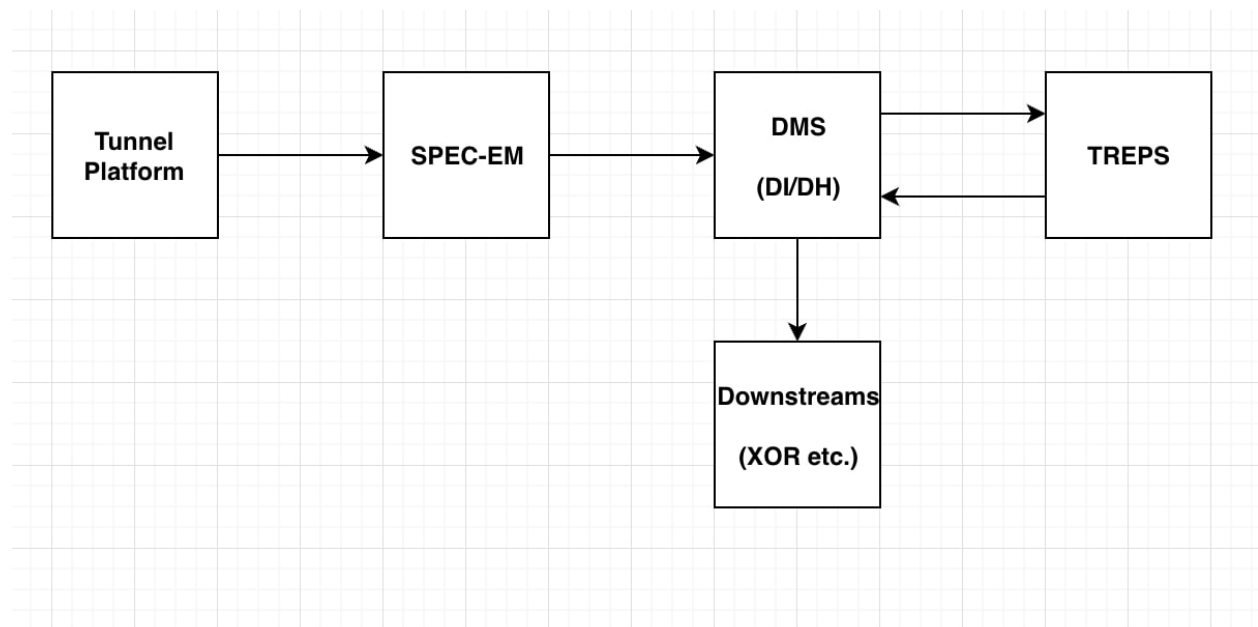 Tunnel
Platform
SPEC-EM
DMS
(DI/DH)
TREPS
Downstreams
(XOR etc.)